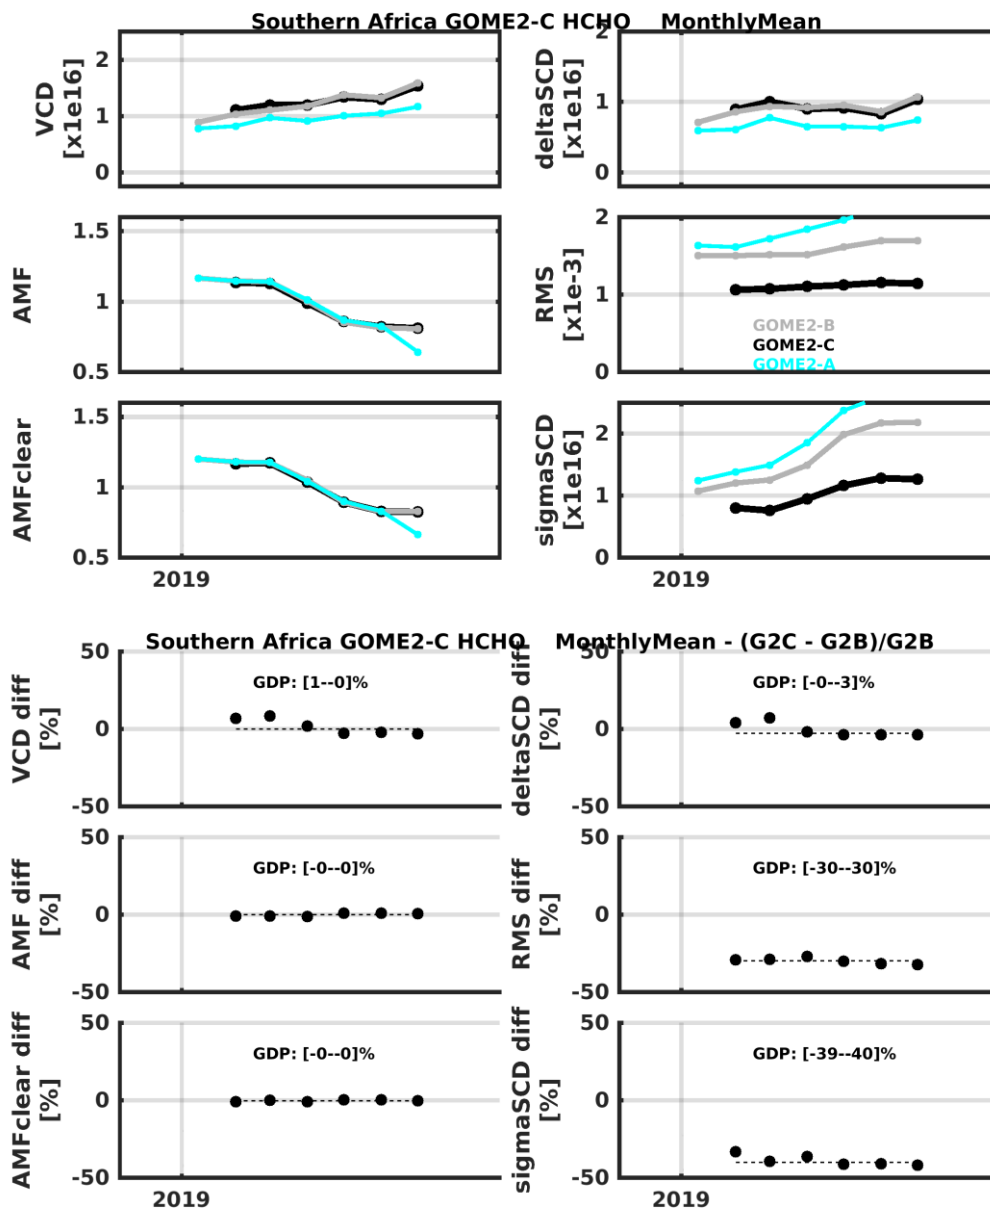 Southern Africa GOME2-C HCHO    MonthlyMean
VCD
[x1e16]
2
1
0
deltaSCD
[x1e16]
2
1
0
AMF
1.5
1
0.5
RMS
[x1e-3]
2
1
0
GOME2-B
GOME2-C
GOME2-A
AMFclear
1.5
1
0.5
2019
sigmaSCD
[x1e16]
2
1
0
2019
Southern Africa GOME2-C HCHO    MonthlyMean - (G2C - G2B)/G2B
VCD diff
[%]
50
0
-50
GDP: [1--0]%
deltaSCD diff
[%]
50
0
-50
GDP: [-0--3]%
AMF diff
[%]
50
0
-50
GDP: [-0--0]%
RMS diff
[%]
50
0
-50
GDP: [-30--30]%
AMFclear diff
[%]
50
0
-50
GDP: [-0--0]%
2019
sigmaSCD diff
[%]
50
0
-50
GDP: [-39--40]%
2019